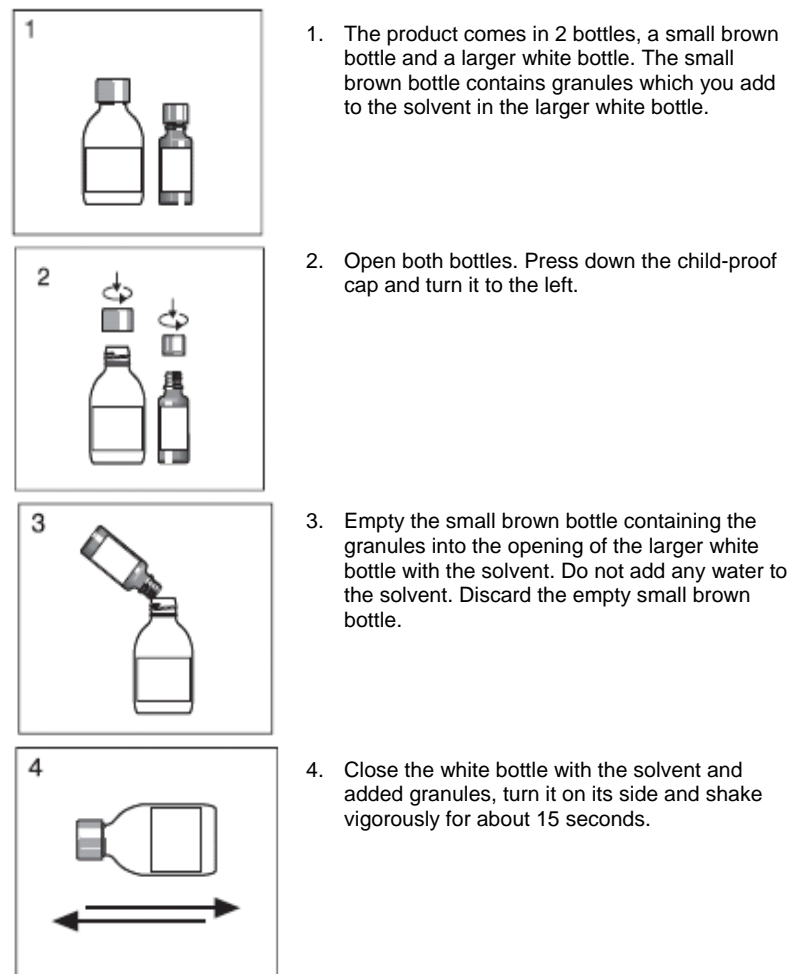 1
1. The product comes in 2 bottles, a small brown
bottle and a larger white bottle. The small
brown bottle contains granules which you add
to the solvent in the larger white bottle.
2
2. Open both bottles. Press down the child-proof
cap and turn it to the left.
3
3. Empty the small brown bottle containing the
granules into the opening of the larger white
bottle with the solvent. Do not add any water to
the solvent. Discard the empty small brown
bottle.
4
4. Close the white bottle with the solvent and
added granules, turn it on its side and shake
vigorously for about 15 seconds.